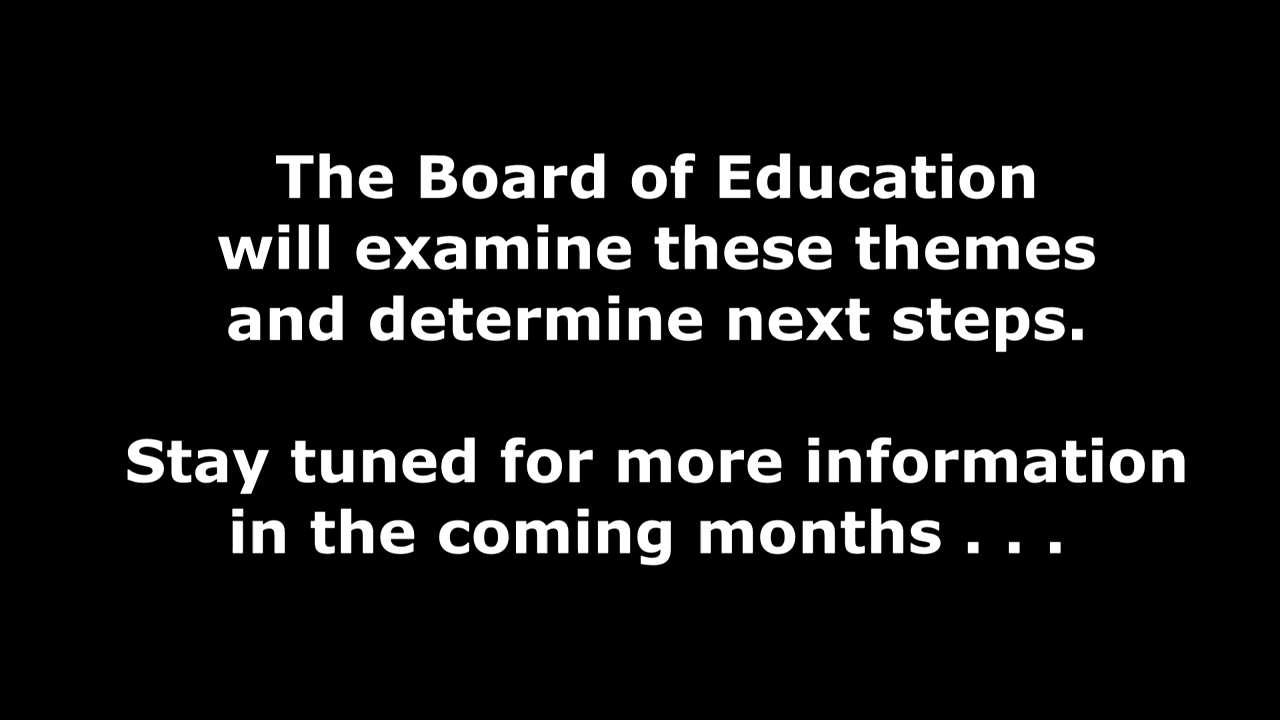 The Board of Education
will examine these themes
and determine next steps.
Stay tuned for more information
in the coming months . . .